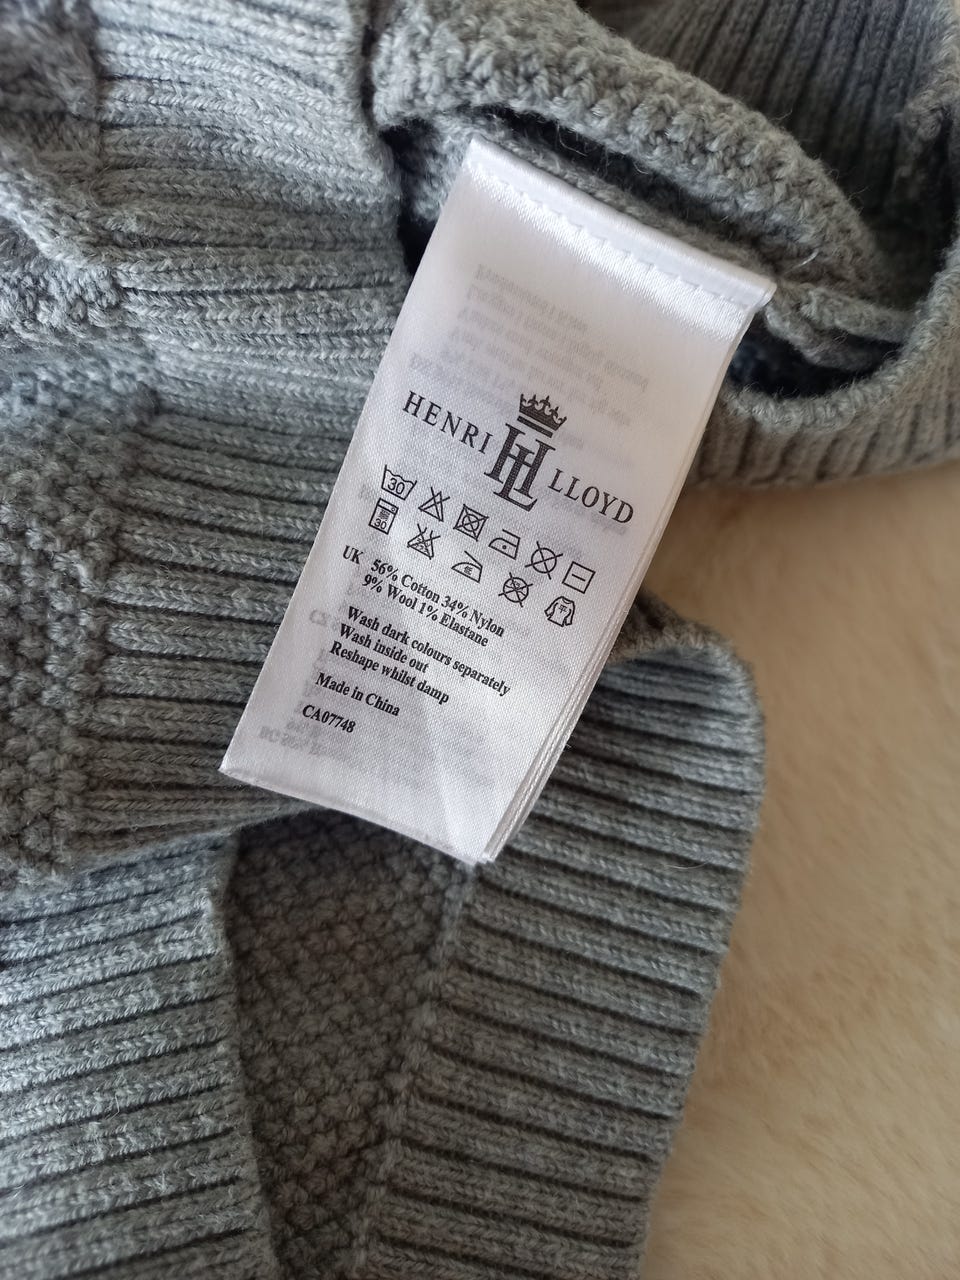 HENRI HL LLOYD
30
30
UK 56% Cotton 34% Nylon
9% Wool 1% Elastane
Wash dark colours separately
Wash inside out
Reshape whilst damp
Made in China
CA07748